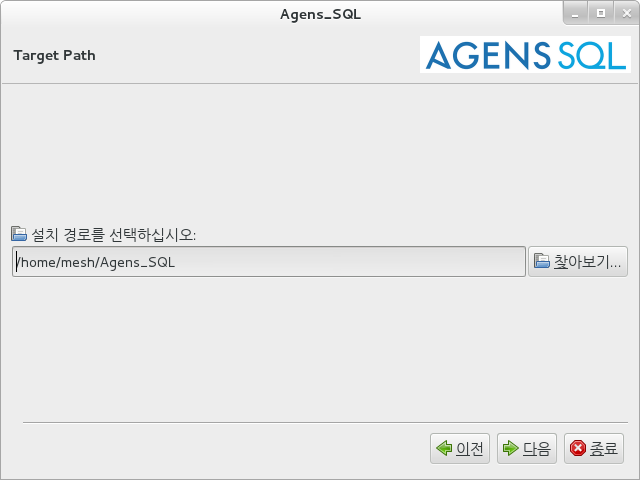 Agens_SQL
Target Path
AGENS SQL
설치 경로를 선택하십시오:
/home/mesh/Agens_SQL
찾아보기...
이전
다음
종료